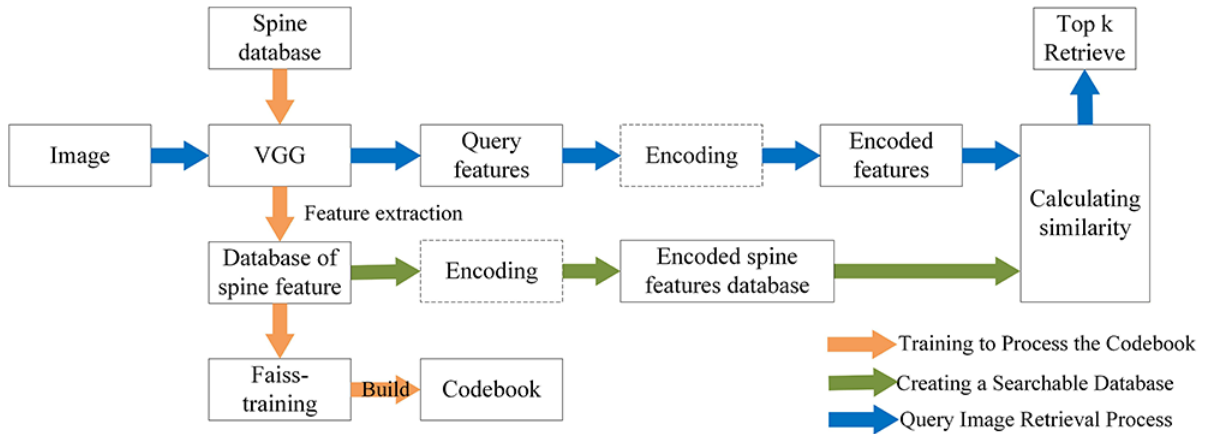 Spine
database
Top k
Retrieve
Image
VGG
Query
features
Encoding
Encoded
features
Calculating
similarity
Feature extraction
Database of
spine feature
Encoding
Encoded spine
features database
Faiss-
training
Build
Codebook
Training to Process the Codebook
Creating a Searchable Database
Query Image Retrieval Process